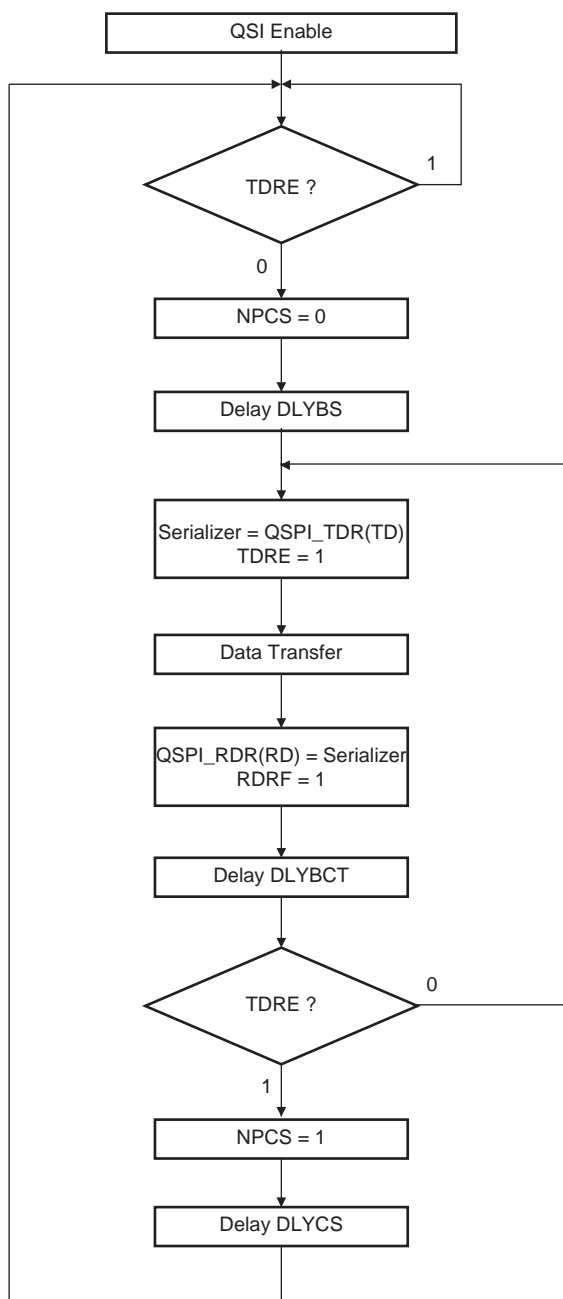 QSI Enable
TDRE ?
1
0
NPCS = 0
Delay DLYBS
Serializer = QSPI_TDR(TD)
TDRE = 1
Data Transfer
QSPI_RDR(RD) = Serializer
RDRF = 1
Delay DLYBCT
TDRE ?
0
1
NPCS = 1
Delay DLYCS